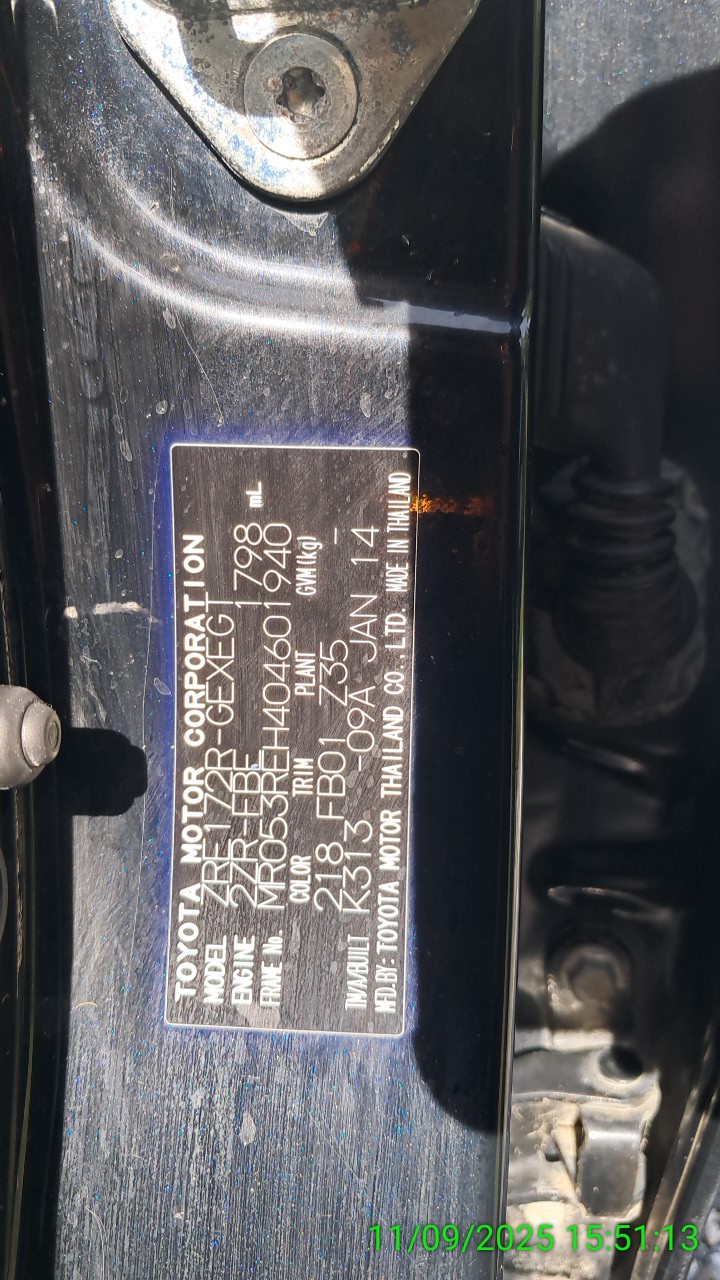 TOYOTA MOTOR CORPORATION
MODEL ZRE172R-GEXEGT
ENGINE 2ZR-FBE 1798 mL
FRAME No. MR053REH404601940
COLOR TRIM PLANT GVM(kg)
218 FB01 Z35 -
TM/A/BUILT K313 -09A JAN 14
MFD.BY: TOYOTA MOTOR THAILAND CO.,LTD. MADE IN THAILAND
11/09/2025 15:51:13